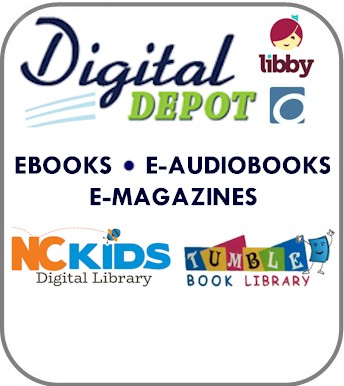 Digital
DEPOT
libby
EBOOKS • E-AUDIOBOOKS
E-MAGAZINES
NCKIDS
Digital Library
TUMBLE
BOOK LIBRARY